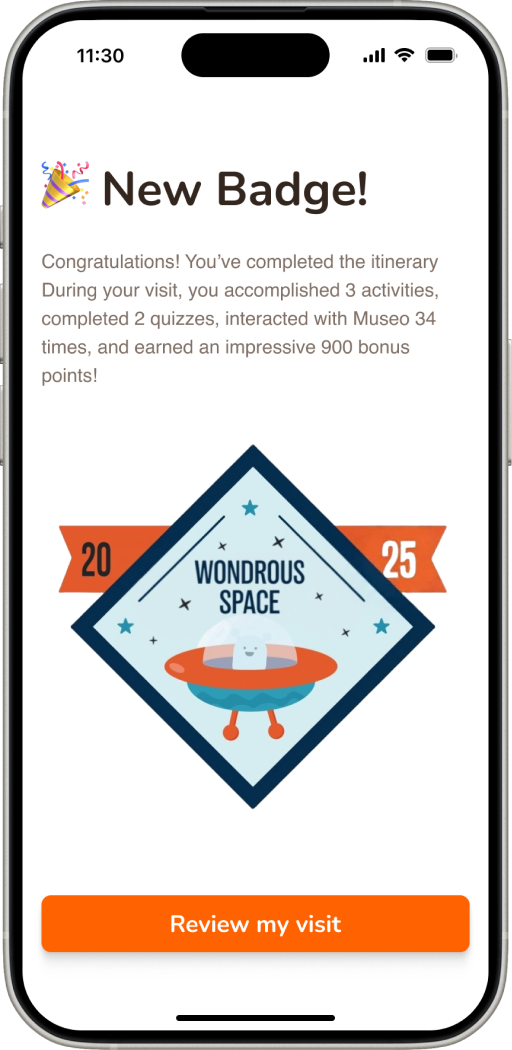 11:30
🎉 New Badge!
Congratulations! You’ve completed the itinerary
During your visit, you accomplished 3 activities,
completed 2 quizzes, interacted with Museo 34
times, and earned an impressive 900 bonus
points!
20
25
WONDROUS
SPACE
Review my visit